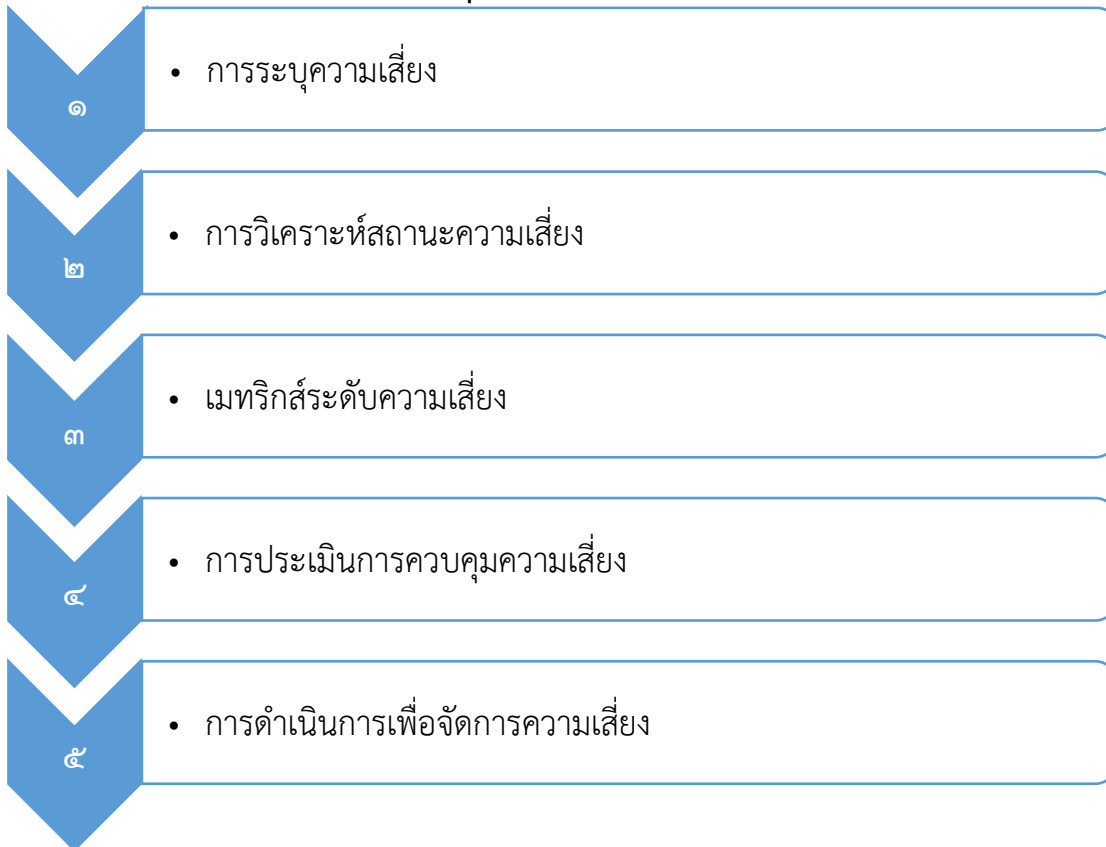 ๑
• การระบุความเสี่ยง
๒
• การวิเคราะห์สถานะความเสี่ยง
๓
• เมทริกส์ระดับความเสี่ยง
๔
• การประเมินการควบคุมความเสี่ยง
๕
• การดำเนินการเพื่อจัดการความเสี่ยง